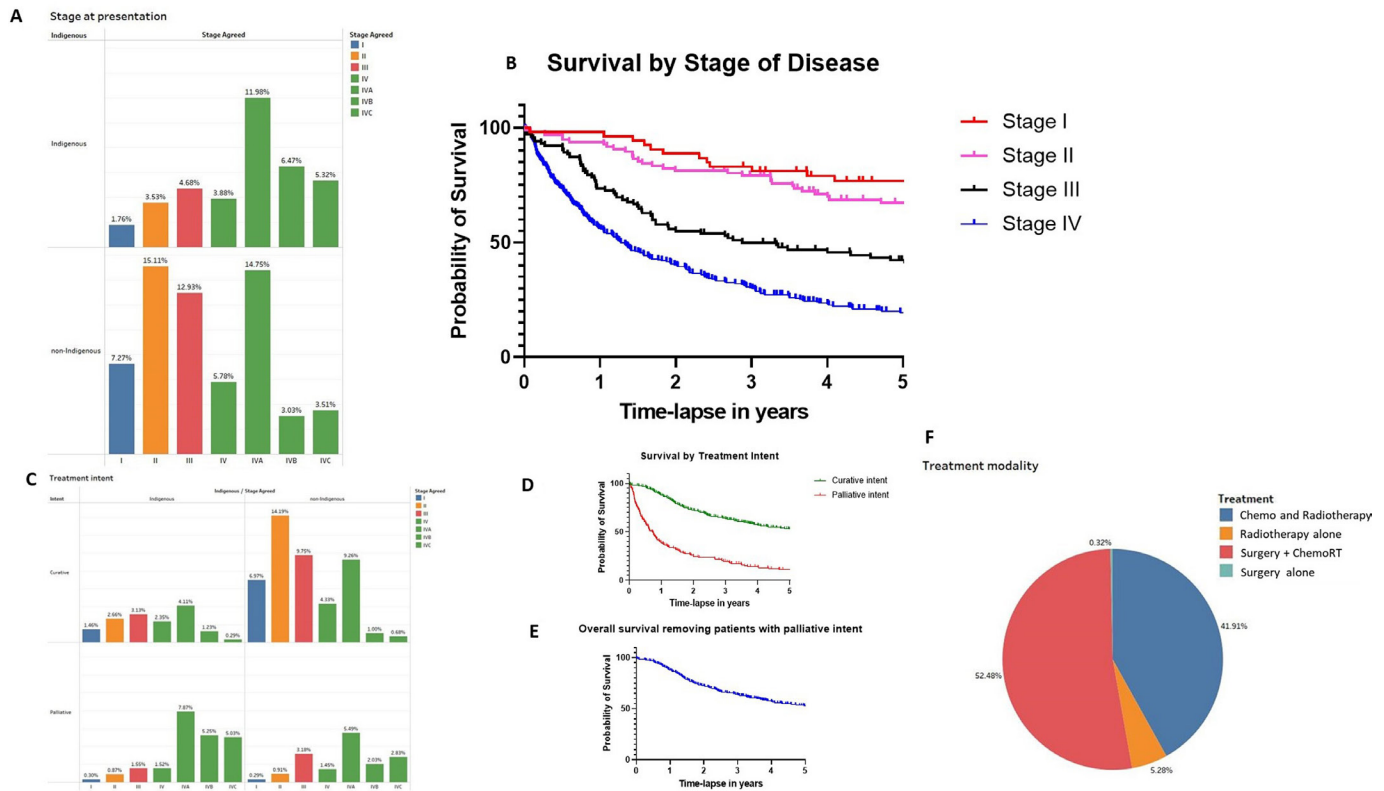 A
Stage at presentation
Indigenous
Stage Agreed
Stage Agreed
I
II
III
IV
IVA
IVB
IVC
Indigenous
1.76%
3.53%
4.68%
3.88%
11.98%
6.47%
5.32%
non-Indigenous
7.27%
15.11%
12.93%
5.78%
14.75%
3.03%
3.51%
I II III IV IVA IVB IVC
B Survival by Stage of Disease
Probability of Survival
100
50
0
0 1 2 3 4 5
Time-lapse in years
Stage I
Stage II
Stage III
Stage IV
C
Treatment intent
Indigenous / Stage Agreed
Intent Indigenous non-Indigenous
Stage Agreed
I
II
III
IV
IVA
IVB
IVC
Curative
1.46%
2.66%
3.13%
2.35%
4.11%
1.23%
0.29%
6.97%
14.19%
9.75%
4.33%
9.26%
1.00%
0.68%
Palliative
0.30%
0.87%
1.55%
1.52%
7.87%
5.25%
5.03%
0.29%
0.91%
3.18%
1.45%
5.49%
2.03%
2.83%
I II III IV IVA IVB IVC I II III IV IVA IVB IVC
D
Survival by Treatment Intent
Probability of Survival
100
50
0
0 1 2 3 4 5
Time-lapse in years
Curative intent
Palliative intent
E
Overall survival removing patients with palliative intent
Probability of Survival
100
50
0
0 1 2 3 4 5
Time-lapse in years
F
Treatment modality
Treatment
Chemo and Radiotherapy
Radiotherapy alone
Surgery + ChemoRT
Surgery alone
0.32%
41.91%
52.48%
5.28%